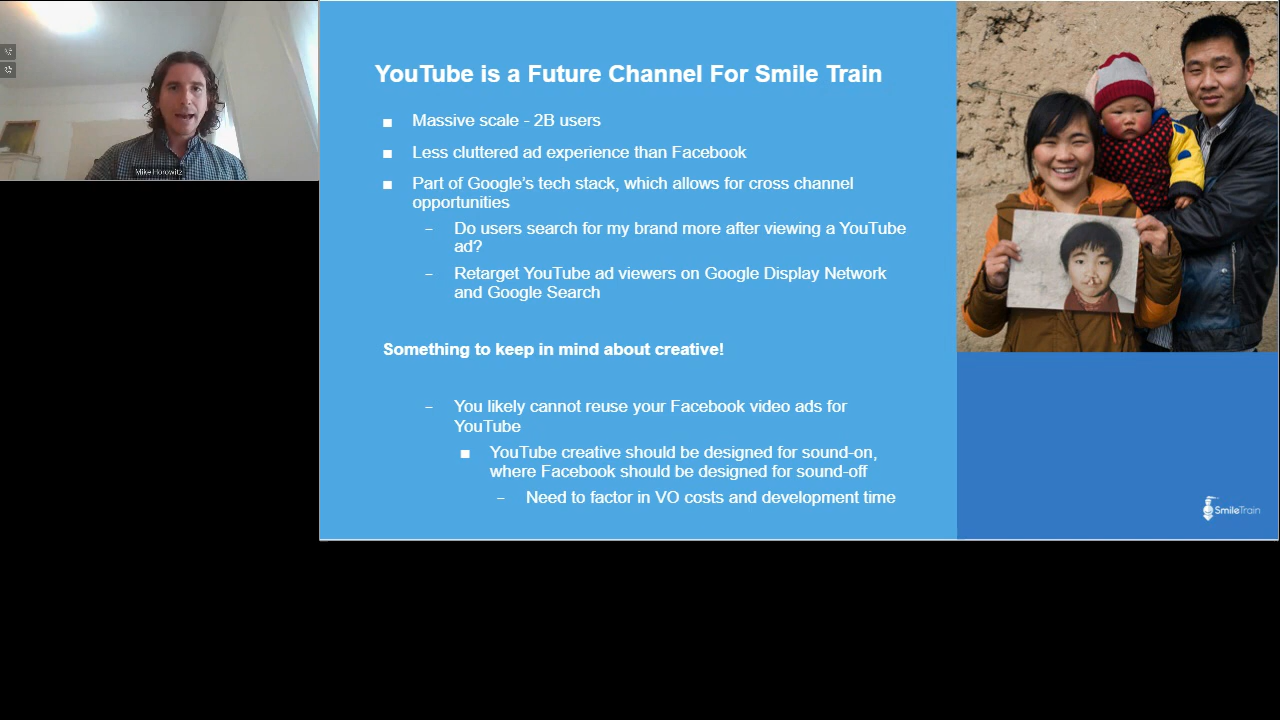 Mike Horowitz
YouTube is a Future Channel For Smile Train
■ Massive scale - 2B users
■ Less cluttered ad experience than Facebook
■ Part of Google's tech stack, which allows for cross channel
opportunities
– Do users search for my brand more after viewing a YouTube
ad?
– Retarget YouTube ad viewers on Google Display Network
and Google Search
Something to keep in mind about creative!
– You likely cannot reuse your Facebook video ads for
YouTube
■ YouTube creative should be designed for sound-on,
where Facebook should be designed for sound-off
– Need to factor in VO costs and development time
SmileTrain